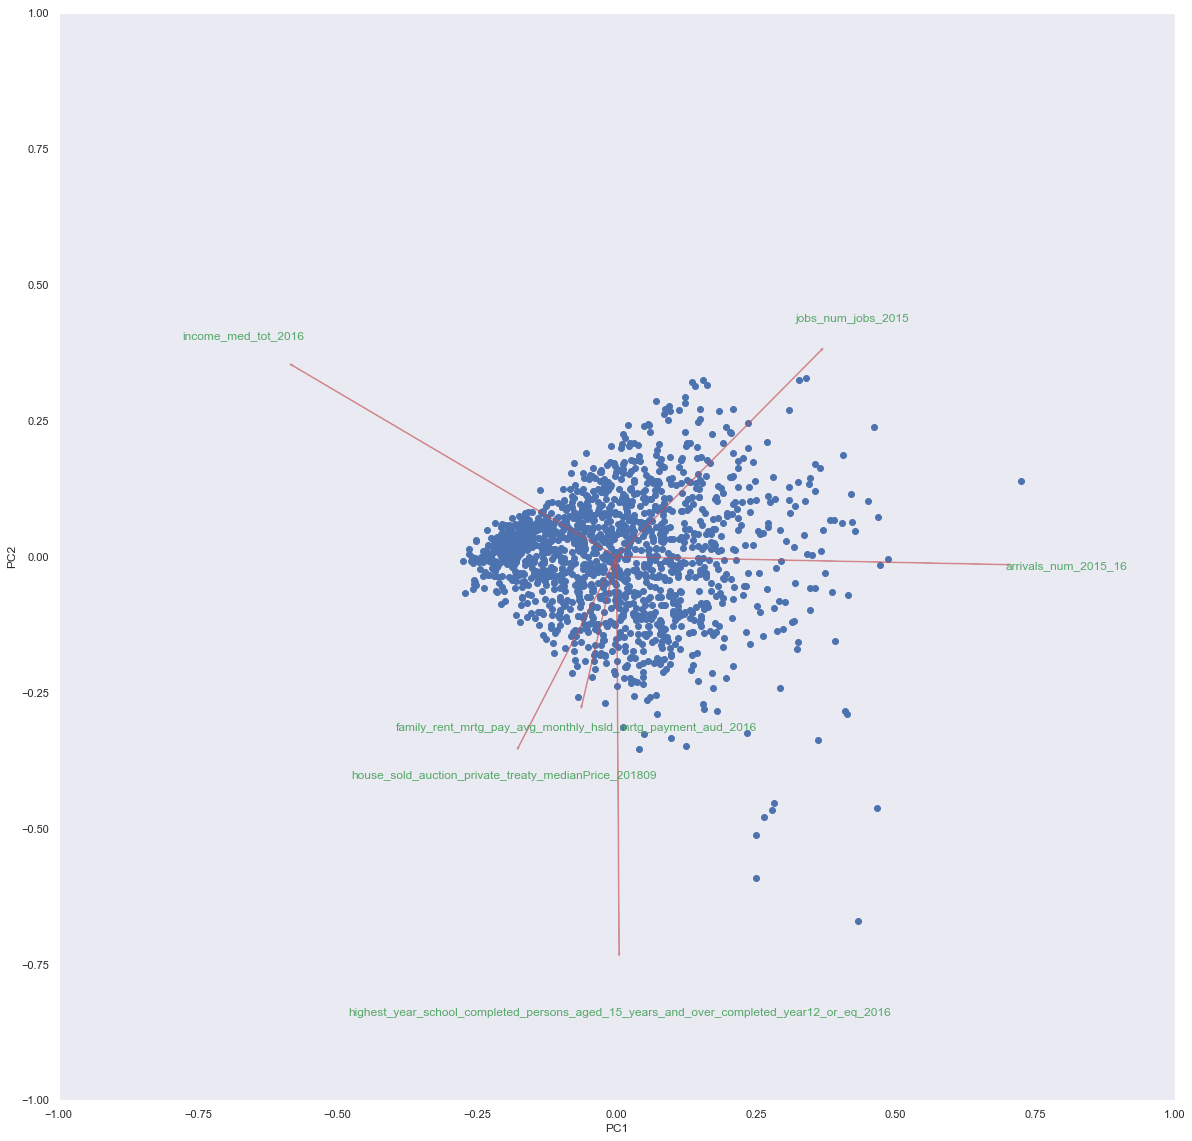 1.00
0.75
0.50
jobs_num_jobs_2015
income_med_tot_2016
0.25
PC2
0.00
arrivals_num_2015_16
−0.25
family_rent_mrtg_pay_avg_monthly_hsld_mrtg_payment_aud_2016
house_sold_auction_private_treaty_medianPrice_201809
−0.50
−0.75
highest_year_school_completed_persons_aged_15_years_and_over_completed_year12_or_eq_2016
−1.00
−1.00 −0.75 −0.50 −0.25 0.00 0.25 0.50 0.75 1.00
PC1